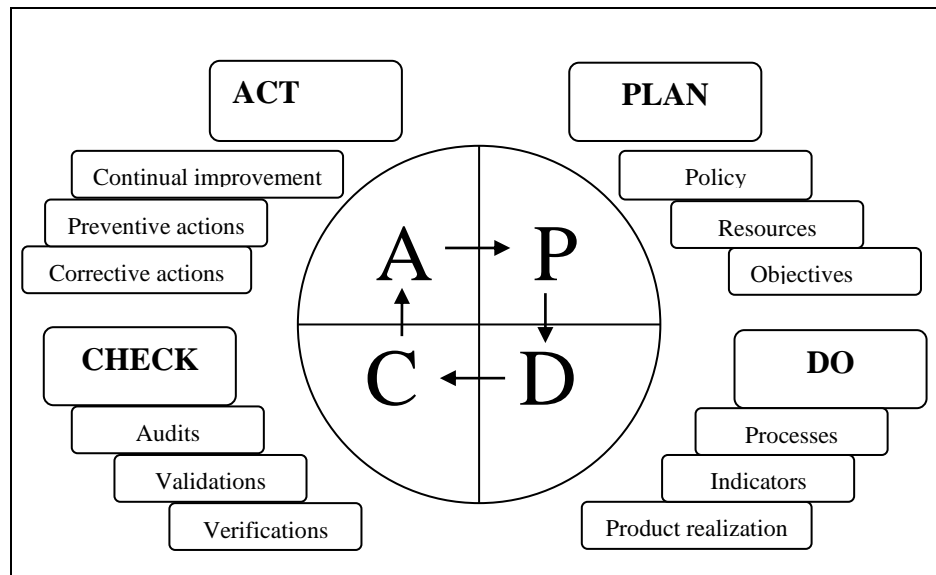 ACT
PLAN
Continual improvement
Preventive actions
Corrective actions
Policy
Resources
Objectives
A
P
C
D
CHECK
DO
Audits
Validations
Verifications
Processes
Indicators
Product realization